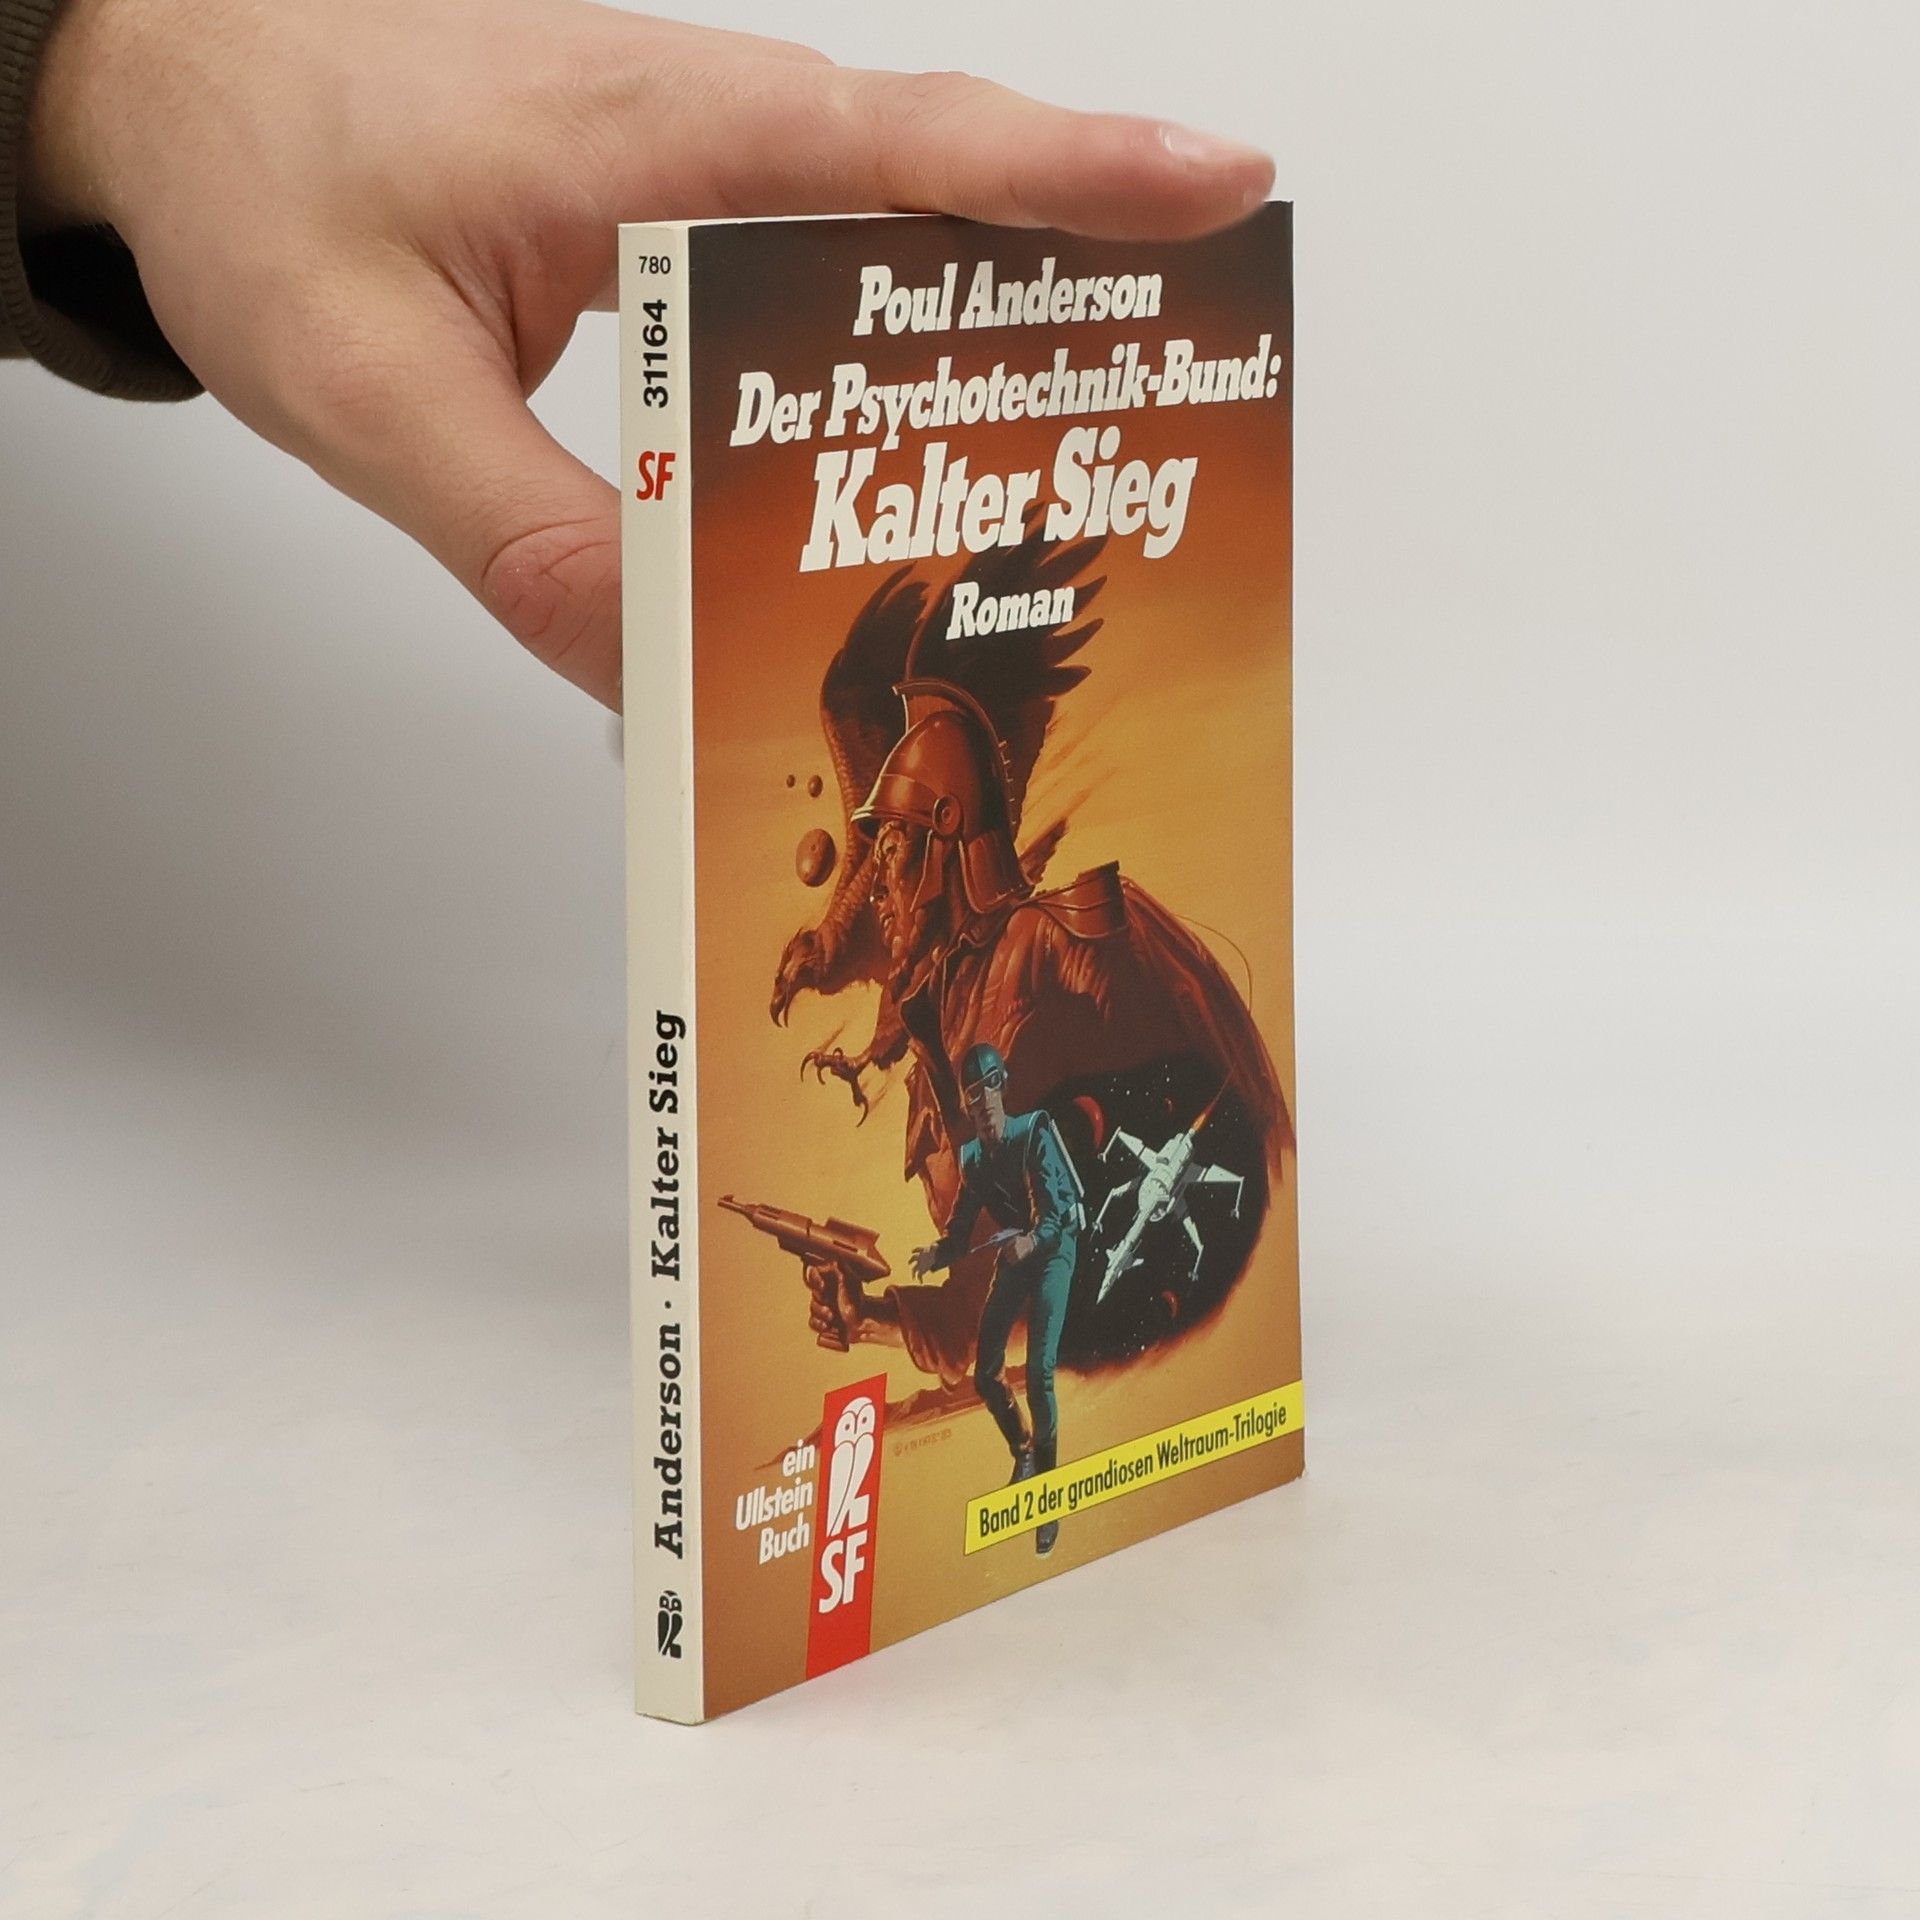 780
31164
SF
Anderson · Kalter Sieg
Poul Anderson
Der Psychotechnik-Bund:
Kalter Sieg
Roman
ein
Ullstein
Buch
SF
Band 2 der grandiosen Weltraum-Trilogie